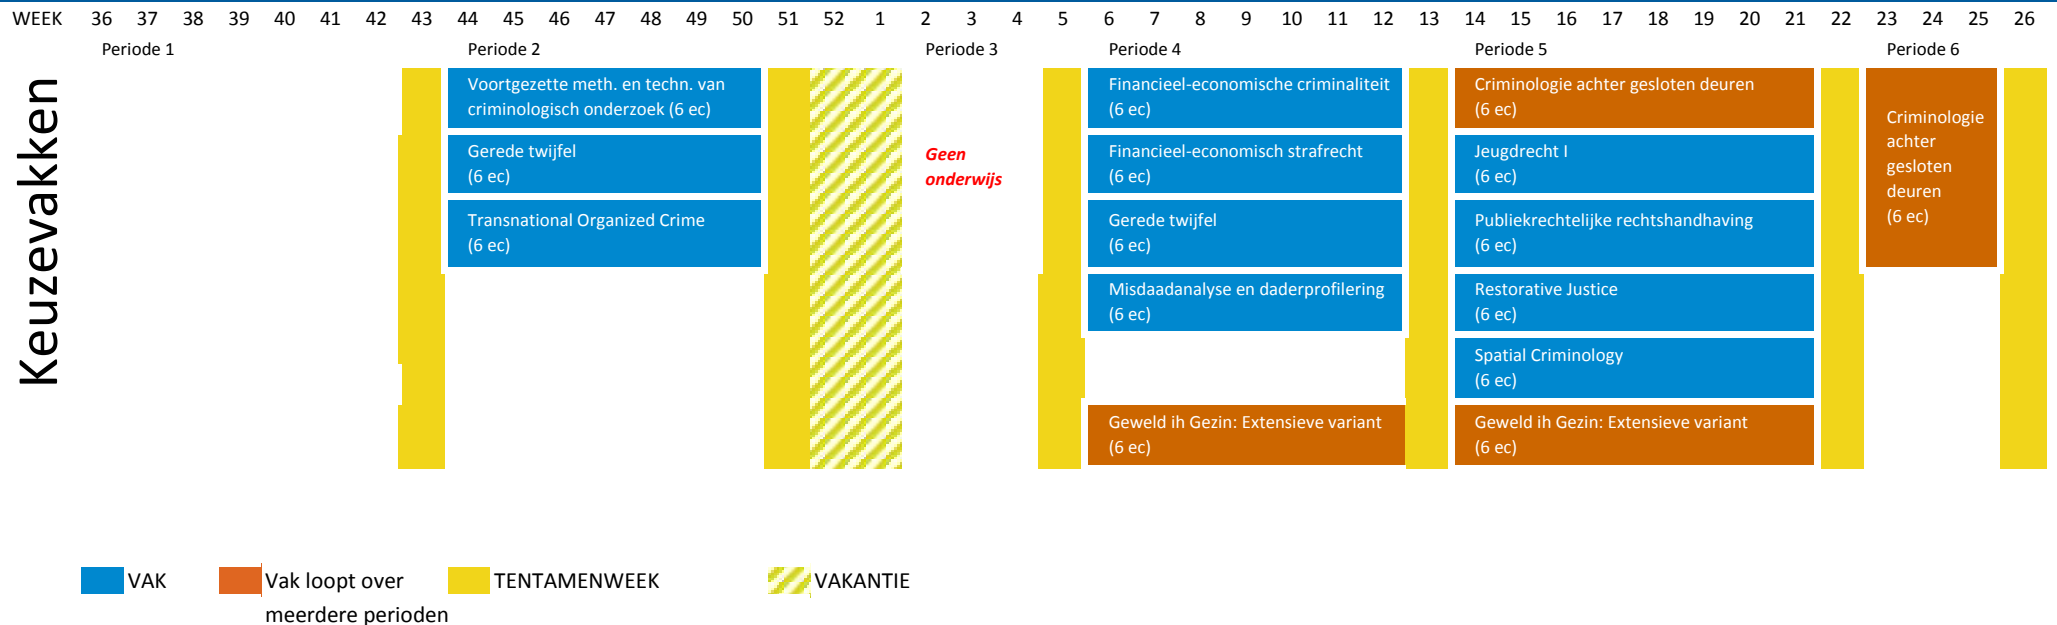 WEEK 36 37 38 39 40 41 42 43 44 45 46 47 48 49 50 51 52 1 2 3 4 5 6 7 8 9 10 11 12 13 14 15 16 17 18 19 20 21 22 23 24 25 26
Periode 1 Periode 2 Periode 3 Periode 4 Periode 5 Periode 6
Keuzevakken
Voortgezette meth. en techn. van
criminologisch onderzoek (6 ec)
Gerede twijfel
(6 ec)
Transnational Organized Crime
(6 ec)
Geen
onderwijs
Financieel-economische criminaliteit
(6 ec)
Financieel-economisch strafrecht
(6 ec)
Gerede twijfel
(6 ec)
Misdaadanalyse en daderprofilering
(6 ec)
Geweld ih Gezin: Extensieve variant
(6 ec)
Criminologie achter gesloten deuren
(6 ec)
Jeugdrecht I
(6 ec)
Publiekrechtelijke rechtshandhaving
(6 ec)
Restorative Justice
(6 ec)
Spatial Criminology
(6 ec)
Geweld ih Gezin: Extensieve variant
(6 ec)
Criminologie
achter
gesloten
deuren
(6 ec)
VAK
Vak loopt over
meerdere perioden
TENTAMENWEEK
VAKANTIE